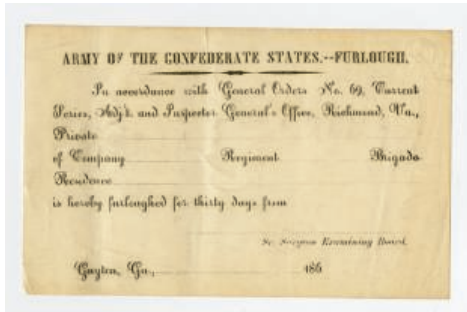 ARMY OF THE CONFEDERATE STATES.--FURLOUGH.
In accordance with General Orders No. 69, Current
Series, Adj't. and Inspector General's Office, Richmond, Va.,
Private
of Company Regiment Brigade
Residence
is hereby furloughed for thirty days from
Sr. Surgeon Examining Board.
Guyton, Ga., 186